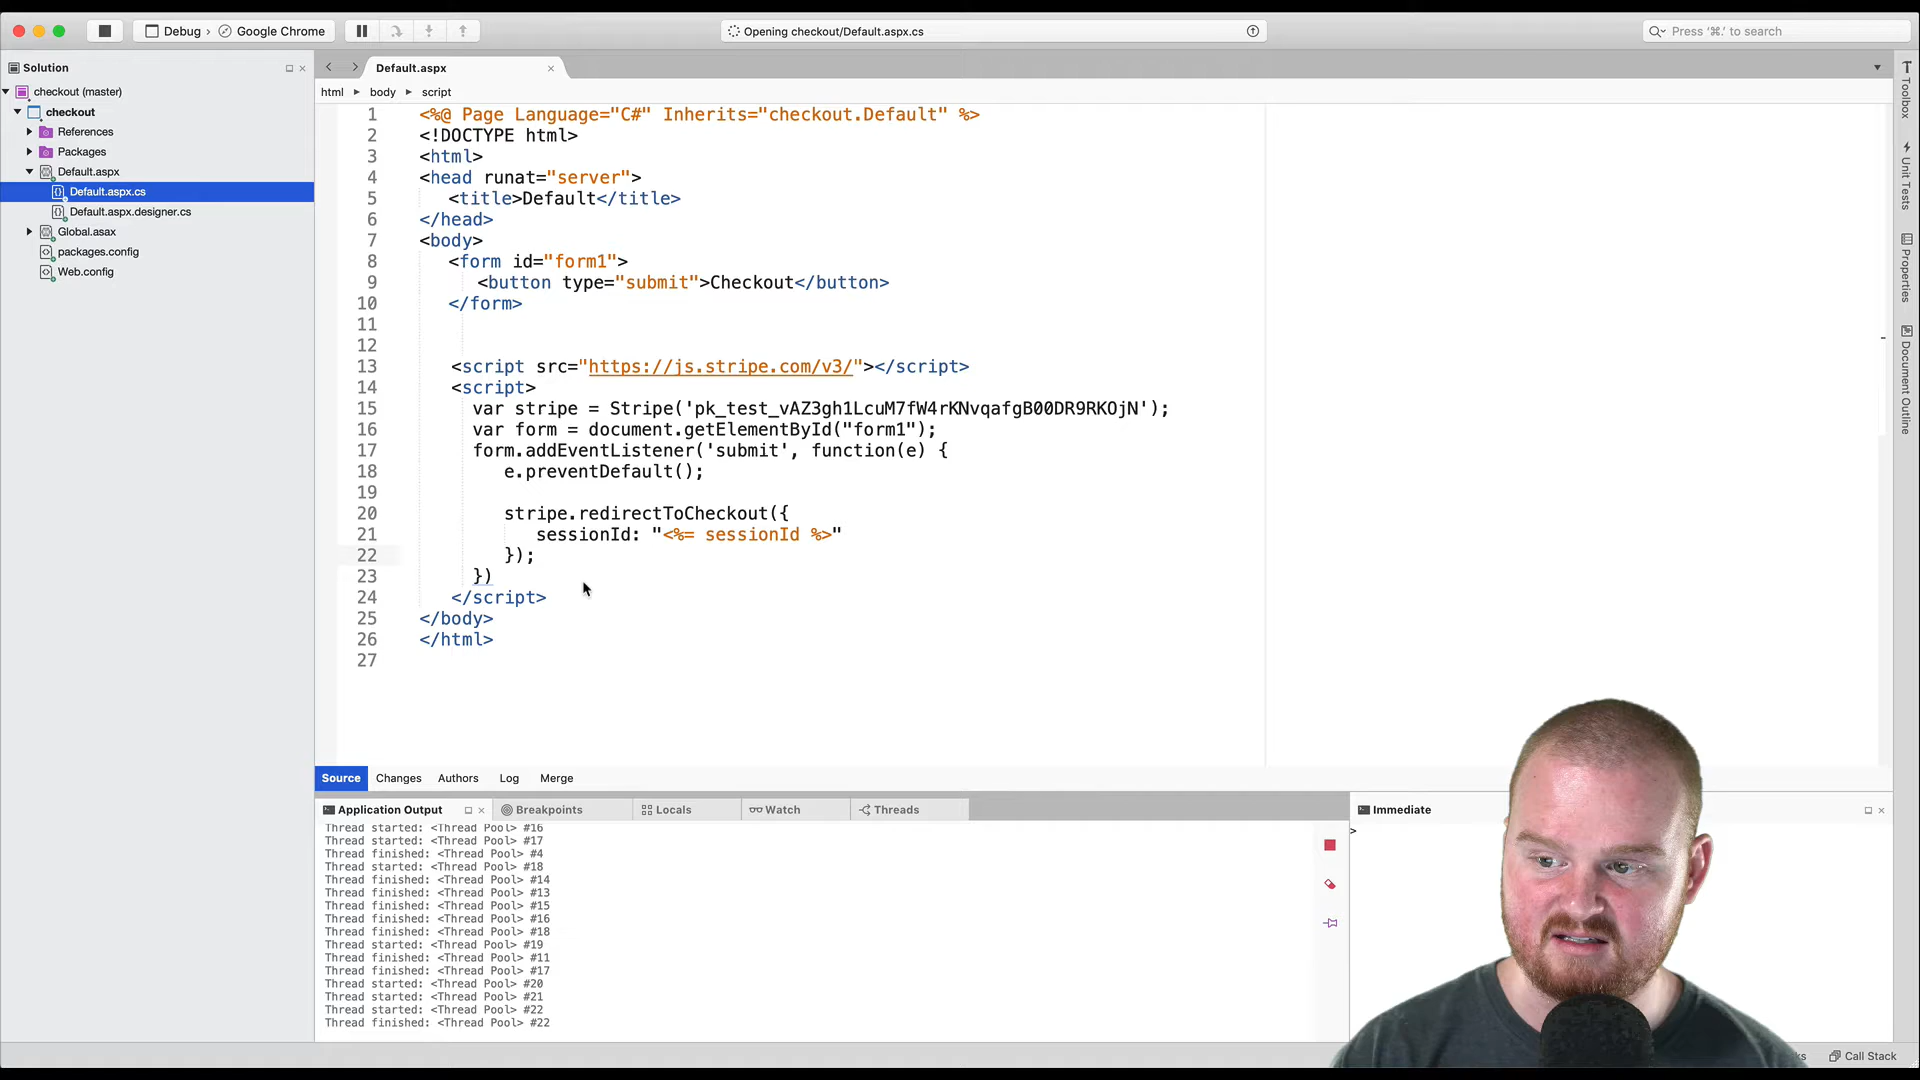 Debug
Google Chrome
Opening checkout/Default.aspx.cs
Press '⌘.' to search
Solution
checkout (master)
checkout
References
Packages
Default.aspx
Default.aspx.cs
Default.aspx.designer.cs
Global.asax
packages.config
Web.config
Default.aspx
html
body
script
1 <%@ Page Language="C#" Inherits="checkout.Default" %>
2 <!DOCTYPE html>
3 <html>
4 <head runat="server">
5 <title>Default</title>
6 </head>
7 <body>
8 <form id="form1">
9 <button type="submit">Checkout</button>
10 </form>
11
12
13 <script src="https://js.stripe.com/v3/"></script>
14 <script>
15 var stripe = Stripe('pk_test_vAZ3gh1LcuM7fW4rKNvqafgB00DR9RKOjN');
16 var form = document.getElementById("form1");
17 form.addEventListener('submit', function(e) {
18 e.preventDefault();
19
20 stripe.redirectToCheckout({
21 sessionId: "<%= sessionId %>"
22 });
23 })
24 </script>
25 </body>
26 </html>
27
Toolbox
Unit Tests
Properties
Document Outline
Source
Changes
Authors
Log
Merge
Application Output
Breakpoints
Locals
Watch
Threads
Immediate
>
Thread started: <Thread Pool> #16
Thread started: <Thread Pool> #17
Thread finished: <Thread Pool> #4
Thread started: <Thread Pool> #18
Thread finished: <Thread Pool> #14
Thread finished: <Thread Pool> #13
Thread finished: <Thread Pool> #15
Thread finished: <Thread Pool> #16
Thread finished: <Thread Pool> #18
Thread started: <Thread Pool> #19
Thread finished: <Thread Pool> #11
Thread finished: <Thread Pool> #17
Thread started: <Thread Pool> #20
Thread started: <Thread Pool> #21
Thread started: <Thread Pool> #22
Thread finished: <Thread Pool> #22
Call Stack